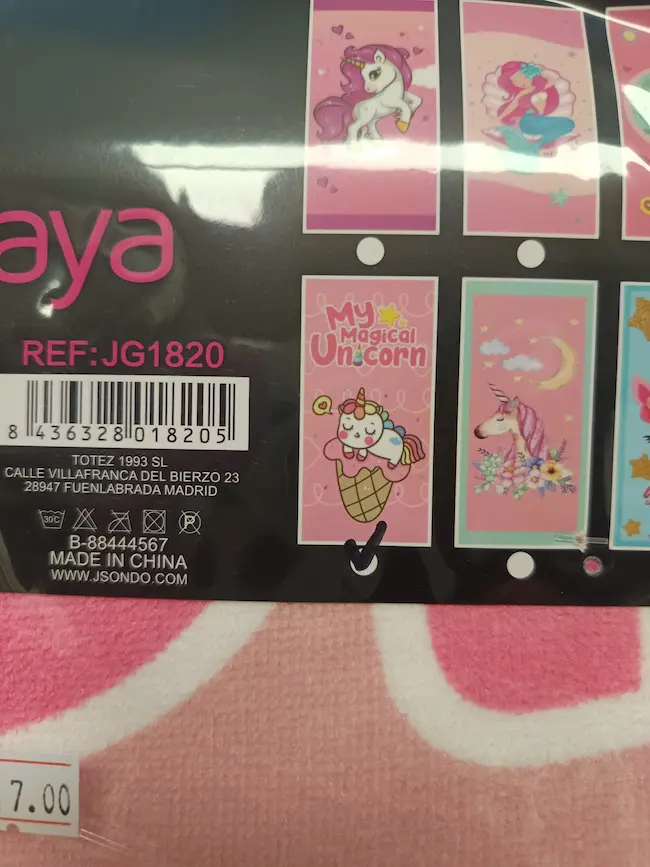 aya
REF:JG1820
8 436328 018205
TOTEZ 1993 SL
CALLE VILLAFRANCA DEL BIERZO 23
28947 FUENLABRADA MADRID
30C
B-88444567
MADE IN CHINA
WWW.JSONDO.COM
My
Magical
Unicorn
7.00